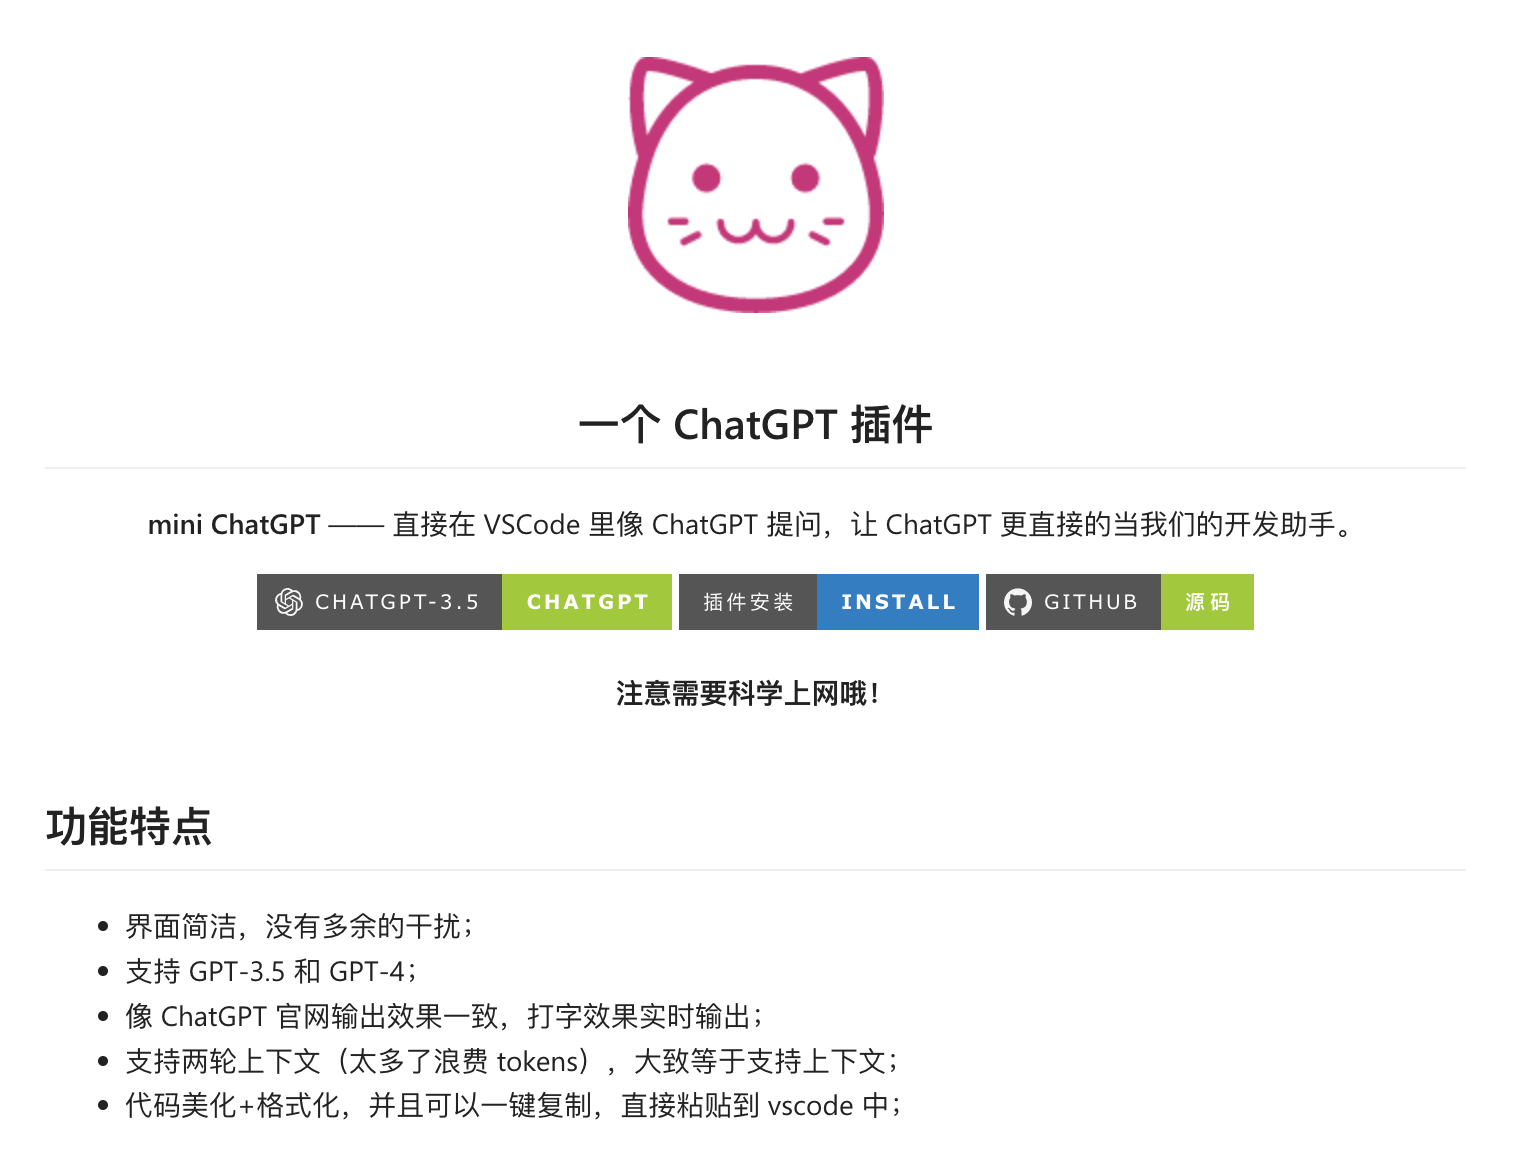 一个 ChatGPT 插件
mini ChatGPT —— 直接在 VSCode 里像 ChatGPT 提问，让 ChatGPT 更直接的当我们的开发助手。
CHATGPT-3.5 CHATGPT 插件安装 INSTALL GITHUB 源码
注意需要科学上网哦！
功能特点
• 界面简洁，没有多余的干扰；
• 支持 GPT-3.5 和 GPT-4；
• 像 ChatGPT 官网输出效果一致，打字效果实时输出；
• 支持两轮上下文（太多了浪费 tokens），大致等于支持上下文；
• 代码美化+格式化，并且可以一键复制，直接粘贴到 vscode 中；